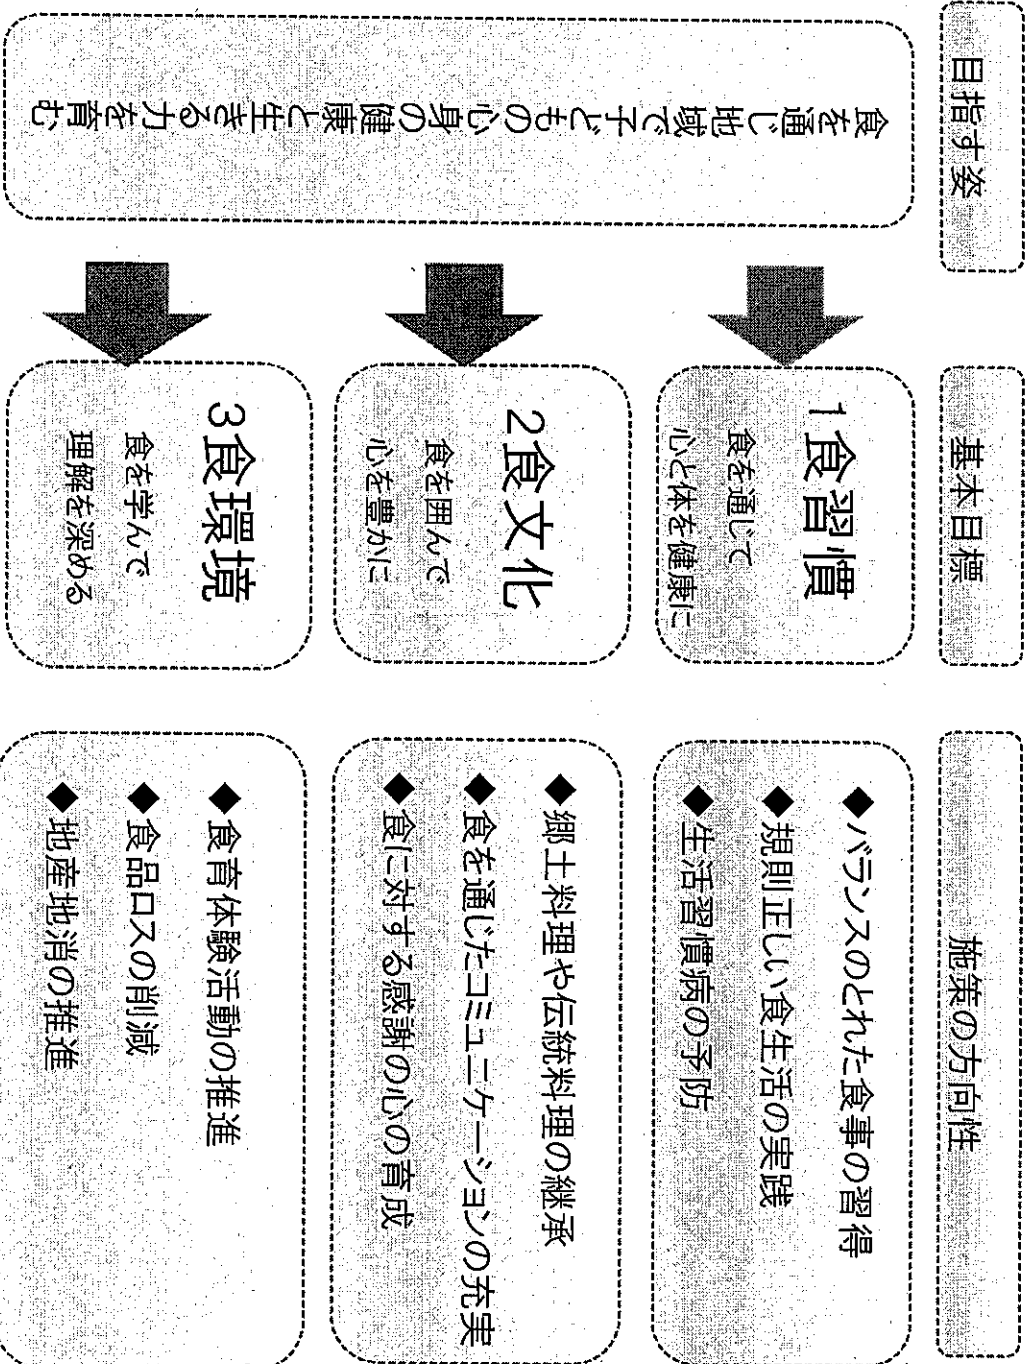 目指す姿
基本目標
施策の方向性
食を通じ地域で子どもの心身の健康と生きる力を育む
1食習慣
食を通じて
心と体を健康に
◆バランスのとれた食事の習得
◆規則正しい食生活の実践
◆生活習慣病の予防
2食文化
食を囲んで
心を豊かに
◆郷土料理や伝統料理の継承
◆食を通じたコミュニケーションの充実
◆食に対する感謝の心の育成
3食環境
食を学んで
理解を深める
◆食育体験活動の推進
◆食品ロスの削減
◆地産地消の推進